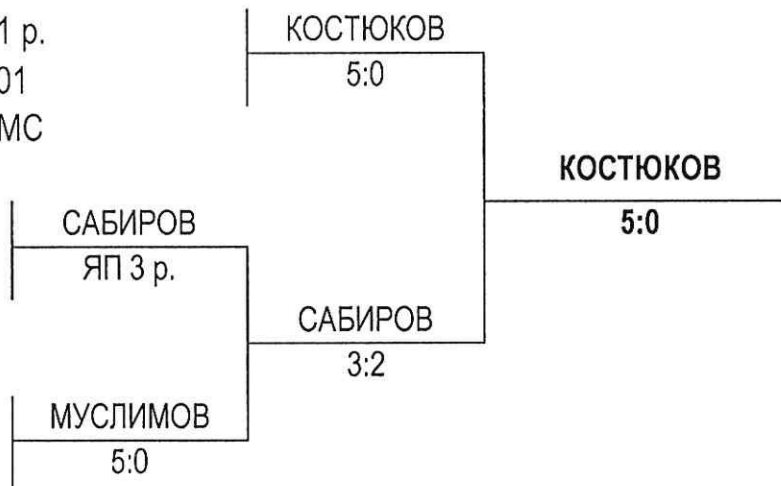 1 р.
01
МС
КОСТЮКОВ
5:0
КОСТЮКОВ
5:0
САБИРОВ
ЯП 3 р.
САБИРОВ
3:2
МУСЛИМОВ
5:0